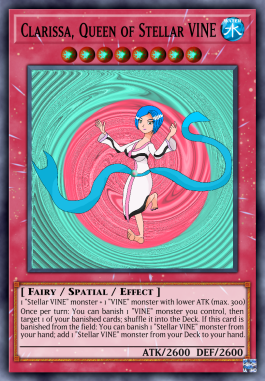 Clarissa, Queen of Stellar VINE
WATER
水
[ Fairy / Spatial / Effect ]
1 "Stellar VINE" monster + 1 "VINE" monster with lower ATK (max. 300)
Once per turn: You can banish 1 "VINE" monster you control, then
target 1 of your banished cards; shuffle it into the Deck. If this card is
banished from the field: You can banish 1 "Stellar VINE" monster from
your hand; add 1 "Stellar VINE" monster from your Deck to your hand.
ATK/2600 DEF/2600